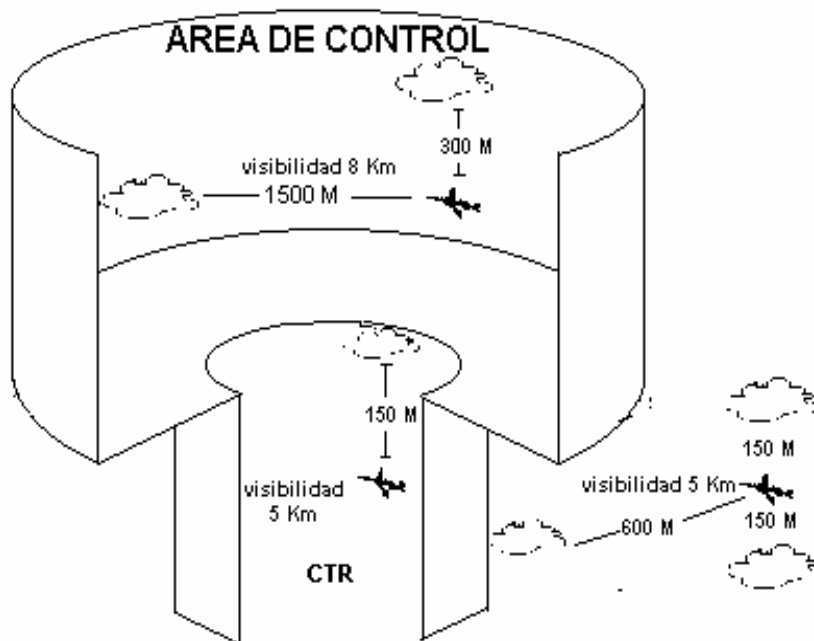 AREA DE CONTROL
300 M
visibilidad 8 Km
1500 M
150 M
visibilidad
5 Km
CTR
150 M
visibilidad 5 Km
150 M
600 M